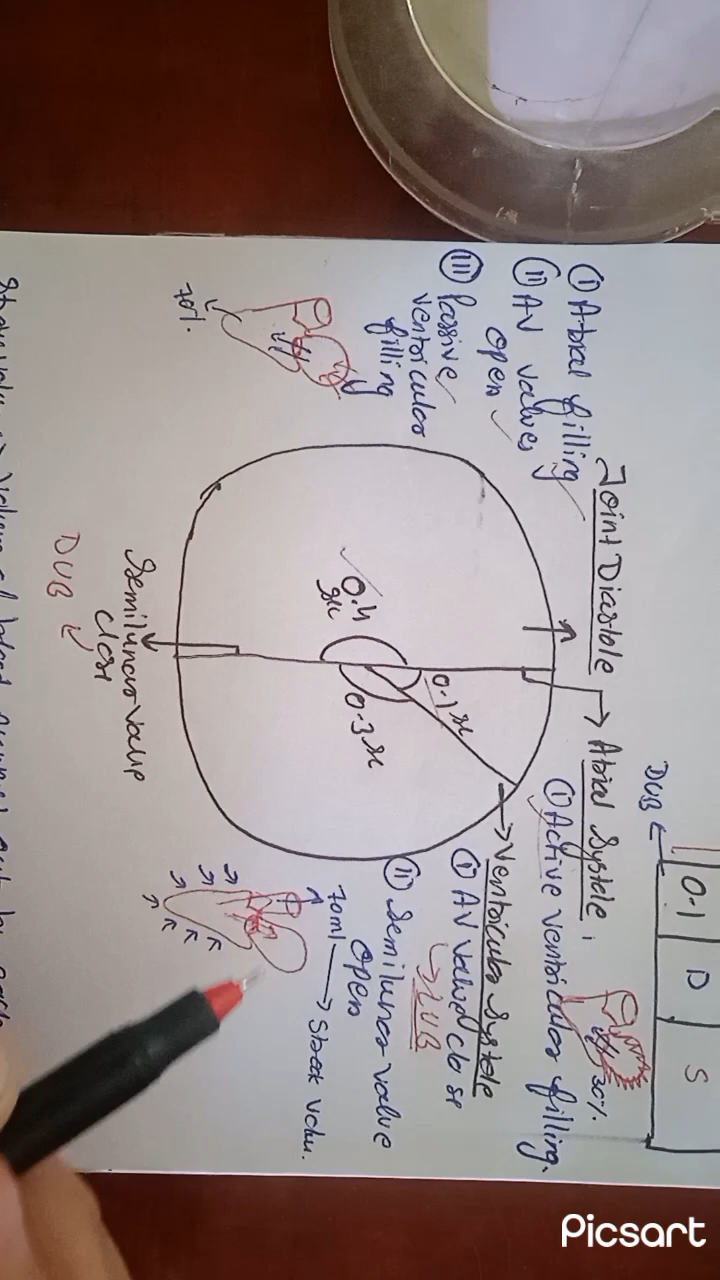 0.1 D S
DUB
Joint Diastole
(i) Atrial filling
(ii) AV valves
open
(III) Passive
ventricular
filling
70%.
Atrial Systole
(i) Active ventricular filling.
30%.
Ventricular Systole
(i) AV valve close
LUB
(ii) Semilunar valve
open
70ml
0.1
0.4
0.3
Semilunar valve
close
DUB
Picsart